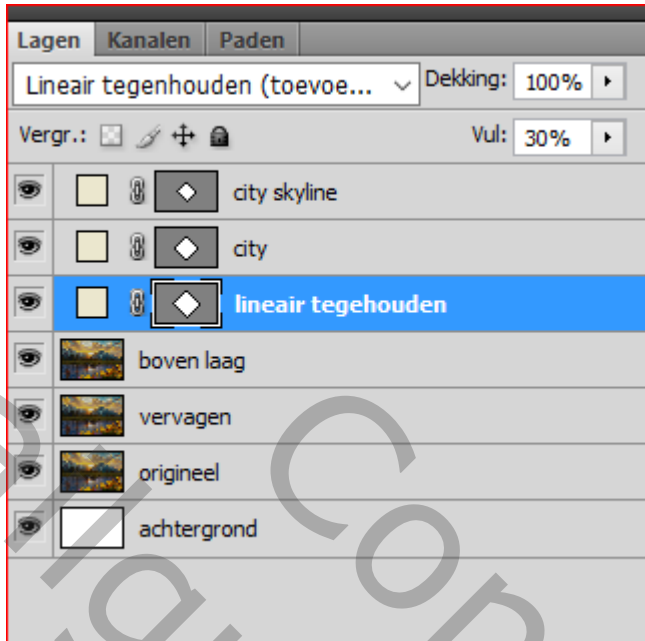 Lagen Kanalen Paden
Lineair tegenhouden (toevoe... Dekking: 100%
Vergr.: Vul: 30%
city skyline
city
lineair tegehouden
boven laag
vervagen
origineel
achtergrond